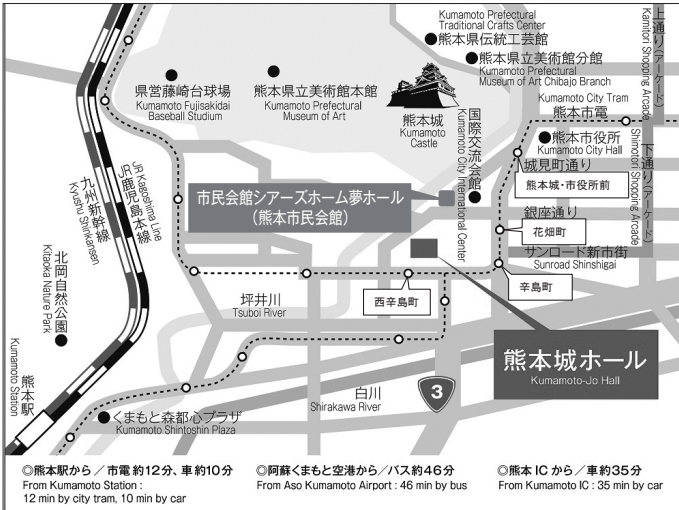 Kumamoto Prefectural
Traditional Crafts Center
熊本県伝統工芸館
熊本県立美術館分館
Kumamoto Prefectural
Museum of Art Chibajo Branch
上通り(アーケード)
Kamitori Shopping Arcade
県営藤崎台球場
Kumamoto Fujisakidai
Baseball Studium
熊本県立美術館本館
Kumamoto Prefectural
Museum of Art
熊本城
Kumamoto
Castle
国際交流会館
Kumamoto City International Center
Kumamoto City Tram
熊本市電
熊本市役所
Kumamoto City Hall
城見町通り
熊本城・市役所前
下通り(アーケード)
Shimotori Shopping Arcade
市民会館シアーズホーム夢ホール
(熊本市民会館)
銀座通り
花畑町
サンロード新市街
Sunroad Shinshigai
辛島町
西辛島町
JR鹿児島本線
JR Kagoshima Line
九州新幹線
Kyushu Shinkansen
北岡自然公園
Kitaoka Nature Park
坪井川
Tsuboi River
熊本城ホール
Kumamoto-Jo Hall
熊本駅
Kumamoto Station
白川
Shirakawa River
3
くまもと森都心プラザ
Kumamoto Shintoshin Plaza
◎熊本駅から/市電約12分、車約10分
From Kumamoto Station :
12 min by city tram, 10 min by car
◎阿蘇くまもと空港から/バス約46分
From Aso Kumamoto Airport : 46 min by bus
◎熊本ICから/車約35分
From Kumamoto IC : 35 min by car